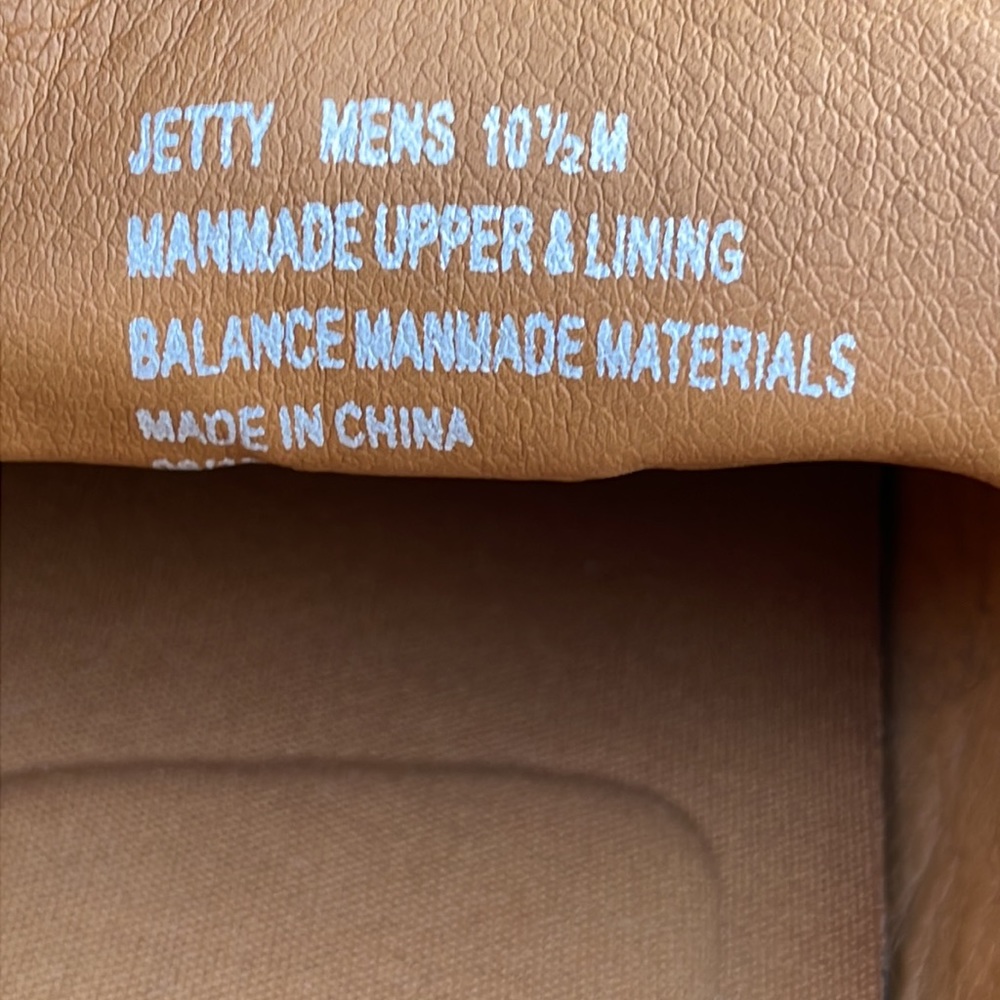 JETTY MENS 10½M
MANMADE UPPER & LINING
BALANCE MANMADE MATERIALS
MADE IN CHINA